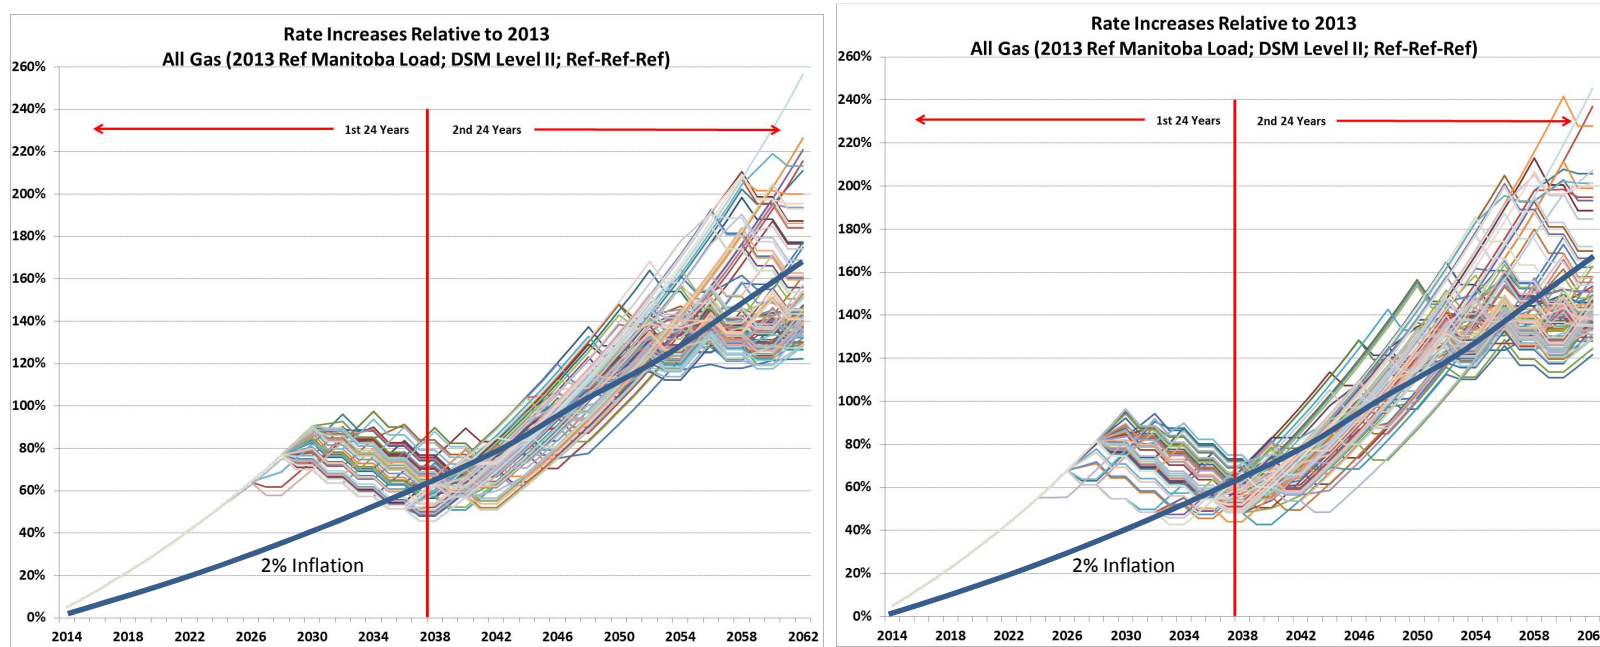 Rate Increases Relative to 2013
All Gas (2013 Ref Manitoba Load; DSM Level II; Ref-Ref-Ref)
260%
240%
220%
200%
180%
160%
140%
120%
100%
80%
60%
40%
20%
0%
1st 24 Years
2nd 24 Years
2% Inflation
2014 2018 2022 2026 2030 2034 2038 2042 2046 2050 2054 2058 2062
Rate Increases Relative to 2013
All Gas (2013 Ref Manitoba Load; DSM Level II; Ref-Ref-Ref)
260%
240%
220%
200%
180%
160%
140%
120%
100%
80%
60%
40%
20%
0%
1st 24 Years
2nd 24 Years
2% Inflation
2014 2018 2022 2026 2030 2034 2038 2042 2046 2050 2054 2058 206